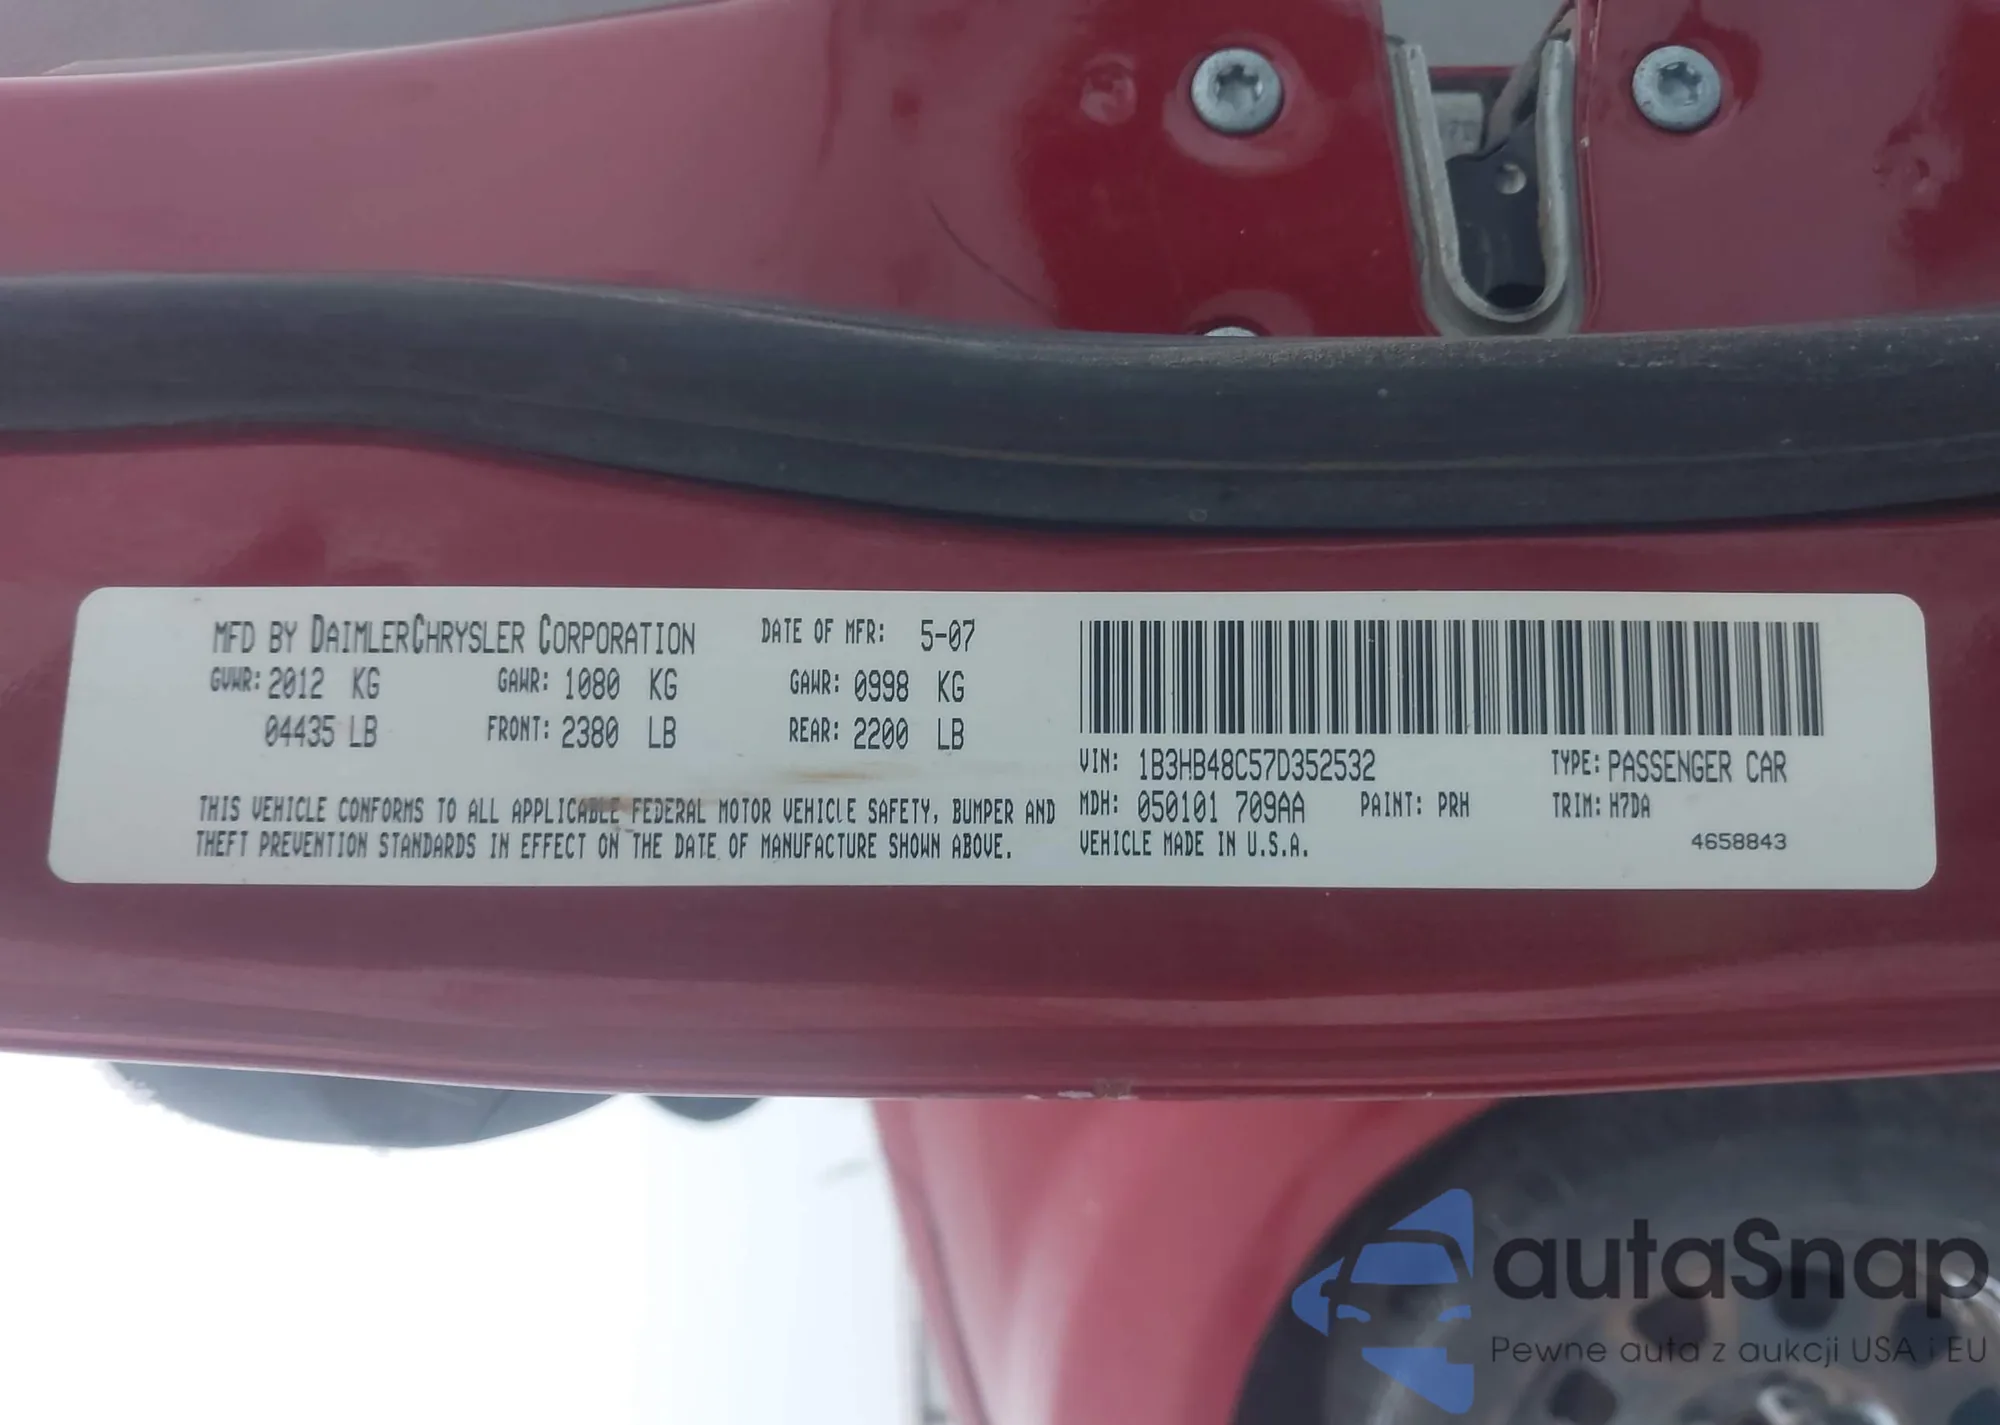 MFD BY DAIMLERCHRYSLER CORPORATION DATE OF MFR: 5-07
GVWR: 2012 KG GAWR: 1080 KG GAWR: 0998 KG
04435 LB FRONT: 2380 LB REAR: 2200 LB
THIS VEHICLE CONFORMS TO ALL APPLICABLE FEDERAL MOTOR VEHICLE SAFETY, BUMPER AND
THEFT PREVENTION STANDARDS IN EFFECT ON THE DATE OF MANUFACTURE SHOWN ABOVE.
VIN: 1B3HB48C57D352532 TYPE: PASSENGER CAR
MDH: 050101 709AA PAINT: PRH TRIM: H7DA
VEHICLE MADE IN U.S.A. 4658843
autaSnap
Pewne auta z aukcji USA i EU